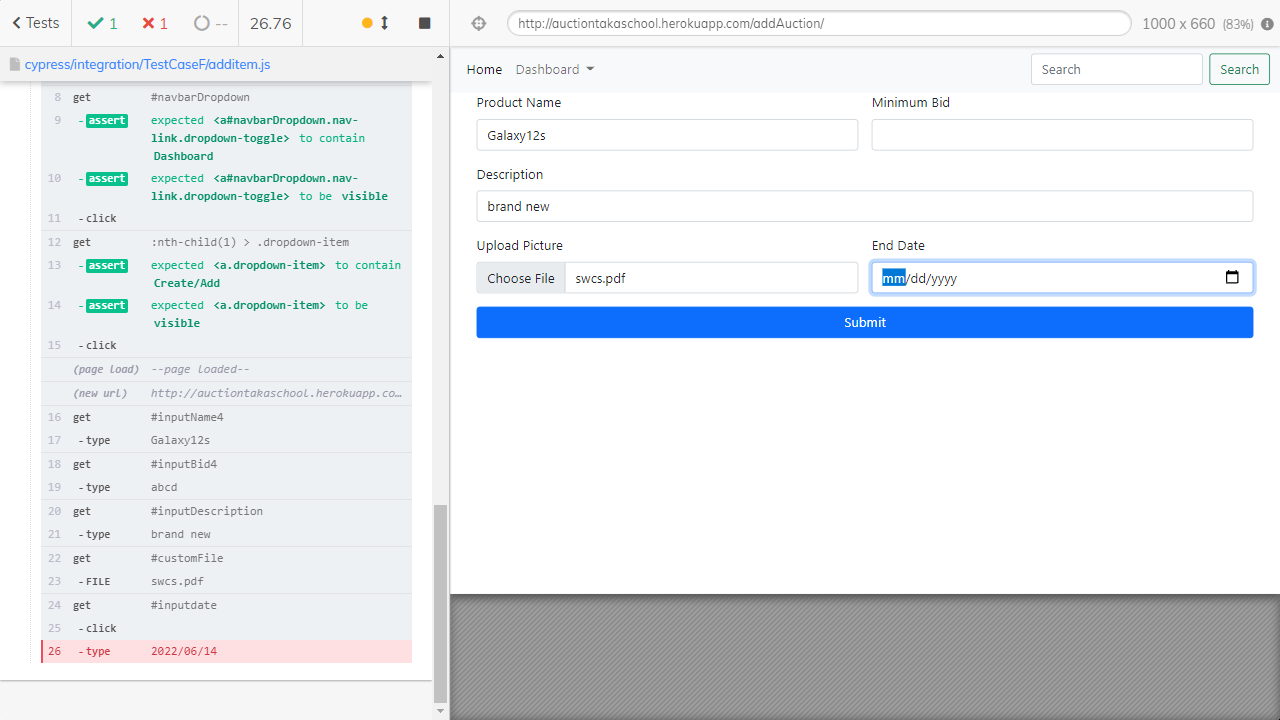 Tests 1 1 -- 26.76
http://auctiontakaschool.herokuapp.com/addAuction/ 1000 x 660 (83%)
cypress/integration/TestCaseF/additem.js
8 get #navbarDropdown
9 -assert expected <a#navbarDropdown.nav-
link.dropdown-toggle> to contain
Dashboard
10 -assert expected <a#navbarDropdown.nav-
link.dropdown-toggle> to be visible
11 -click
12 get :nth-child(1) > .dropdown-item
13 -assert expected <a.dropdown-item> to contain
Create/Add
14 -assert expected <a.dropdown-item> to be
visible
15 -click
(page load) --page loaded--
(new url) http://auctiontakaschool.herokuapp.co…
16 get #inputName4
17 -type Galaxy12s
18 get #inputBid4
19 -type abcd
20 get #inputDescription
21 -type brand new
22 get #customFile
23 -FILE swcs.pdf
24 get #inputdate
25 -click
26 -type 2022/06/14
Home Dashboard Search Search
Product Name Minimum Bid
Galaxy12s
Description
brand new
Upload Picture End Date
Choose File swcs.pdf mm/dd/yyyy
Submit